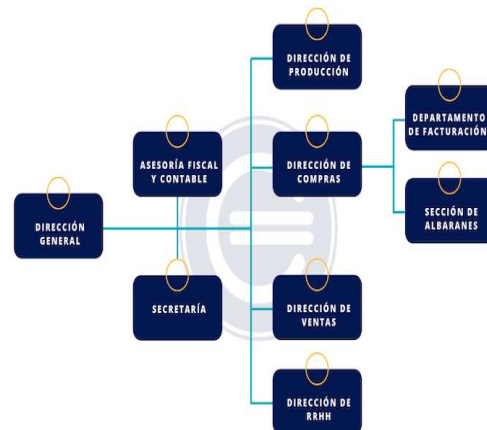 DIRECCIÓN DE
PRODUCCIÓN
DEPARTAMENTO
DE FACTURACIÓN
ASESORÍA FISCAL
Y CONTABLE
DIRECCIÓN DE
COMPRAS
SECCIÓN DE
ALBARANES
DIRECCIÓN
GENERAL
SECRETARÍA
DIRECCIÓN DE
VENTAS
DIRECCIÓN DE
RRHH